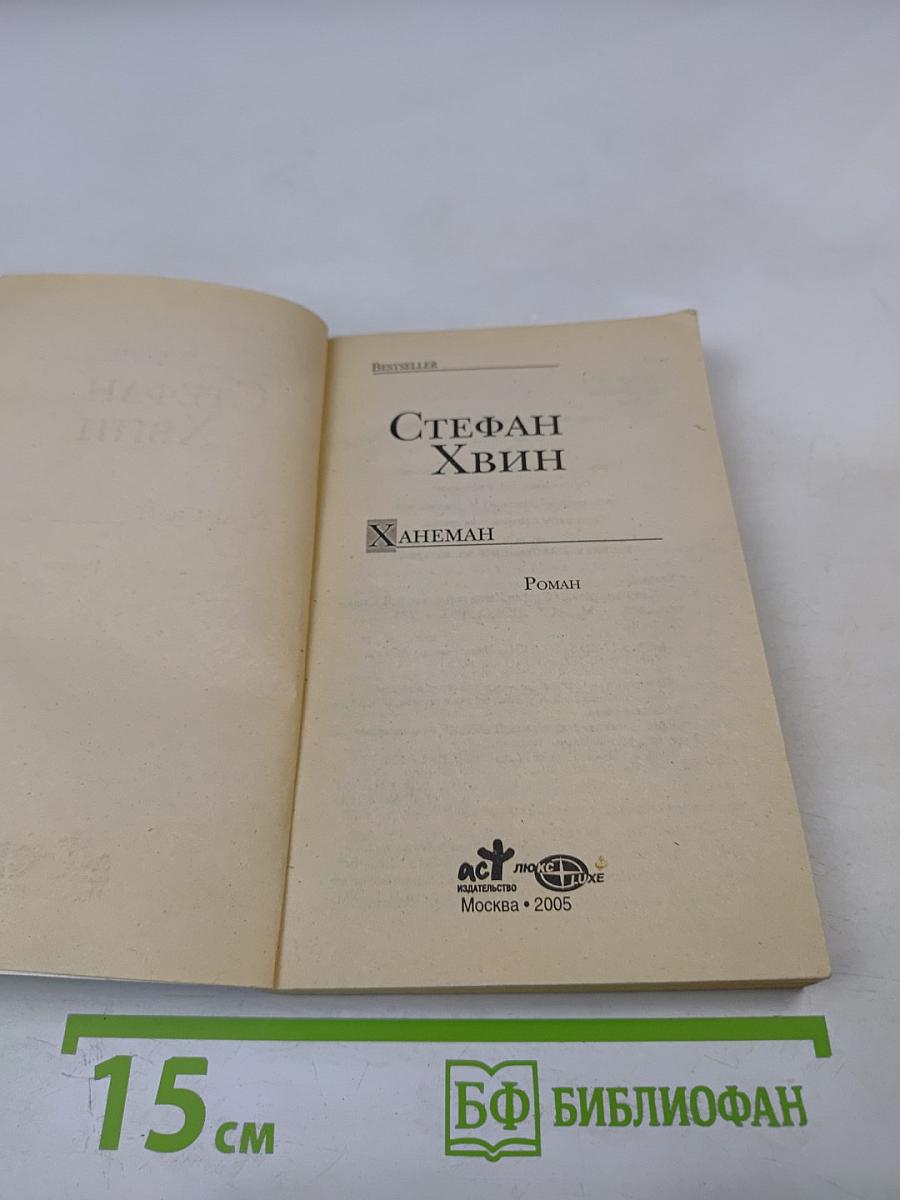 BESTSELLER
СТЕФАН
ХВИН
ХАНЕМАН
РОМАН
аст
ИЗДАТЕЛЬСТВО
ЛЮКС
LUXE
Москва • 2005
15 см
БФ БИБЛИОФАН